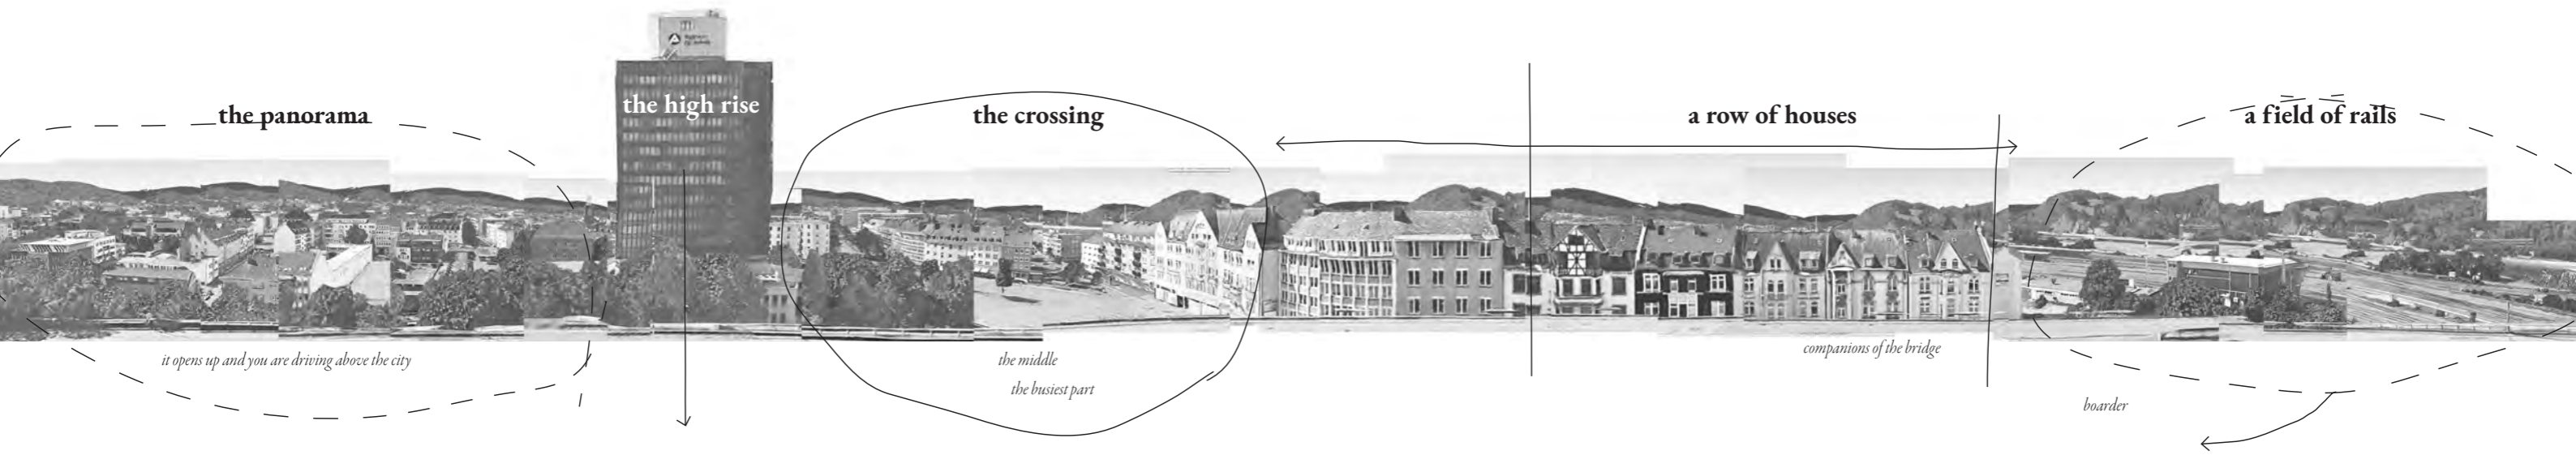 the panorama
the high rise
the crossing
a row of houses
a field of rails
it opens up and you are driving above the city
the middle
the busiest part
companions of the bridge
boarder